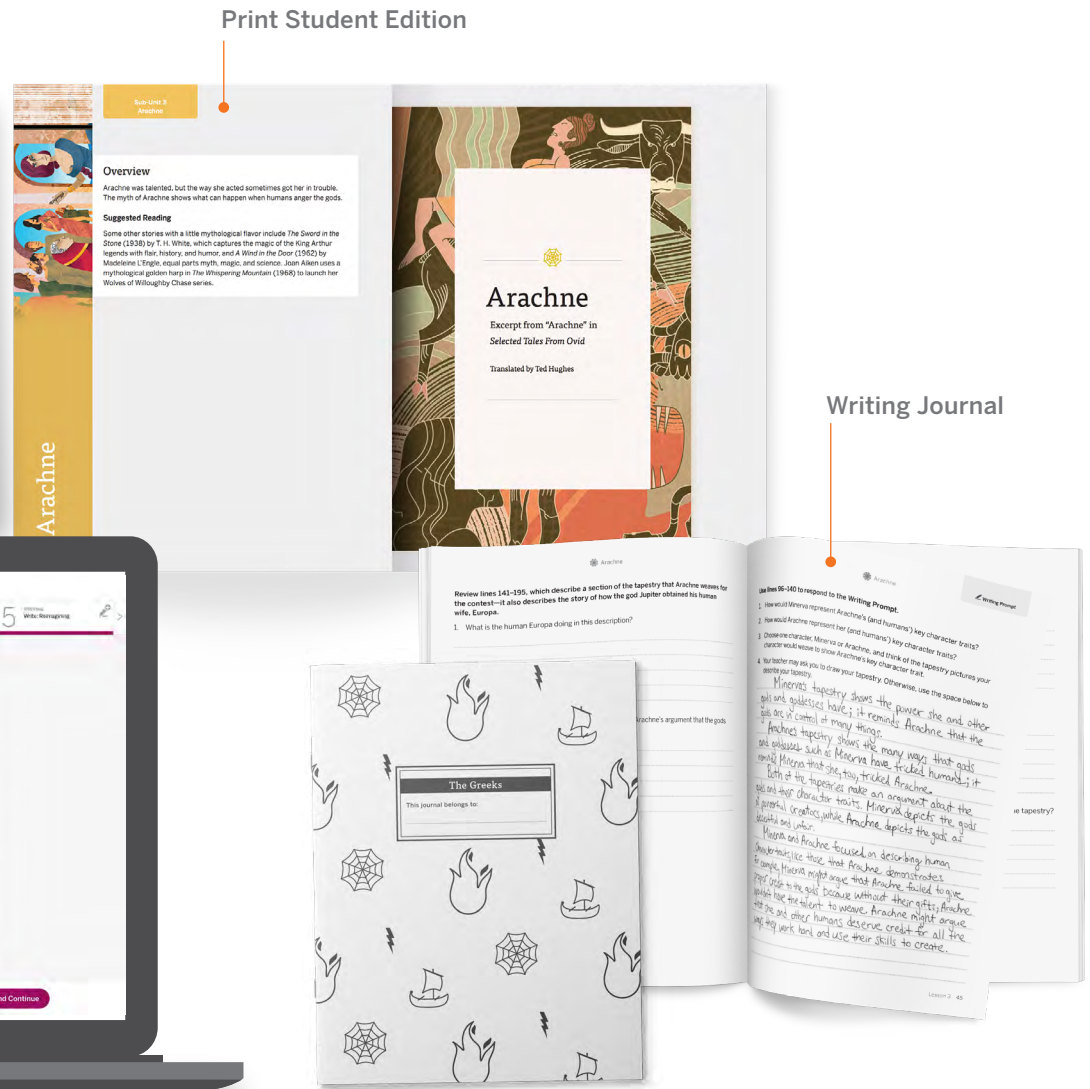 Print Student Edition
Sub-Unit 3
Arachne
Overview
Arachne was talented, but the way she acted sometimes got her in trouble.
The myth of Arachne shows what can happen when humans anger the gods.
Suggested Reading
Some other stories with a little mythological flavor include The Sword in the
Stone (1938) by T. H. White, which captures the magic of the King Arthur
legends with flair, history, and humor, and A Wind in the Door (1962) by
Madeleine L'Engle, equal parts myth, magic, and science. Joan Aiken uses a
mythological golden harp in The Whispering Mountain (1968) to launch her
Wolves of Willoughby Chase series.
Arachne
Arachne
Excerpt from "Arachne" in
Selected Tales From Ovid
Translated by Ted Hughes
Writing Journal
5
WRITING
Write: Reimagining
nd Continue
Arachne
Review lines 141–195, which describe a section of the tapestry that Arachne weaves for
the contest—it also describes the story of how the god Jupiter obtained his human
wife, Europa.
1. What is the human Europa doing in this description?
Arachne's argument that the gods
The Greeks
This journal belongs to:
Arachne
Writing Prompt
Use lines 96–140 to respond to the Writing Prompt.
1. How would Minerva represent Arachne's (and humans') key character traits?
2. How would Arachne represent her (and humans') key character traits?
3. Choose one character, Minerva or Arachne, and think of the tapestry pictures your
character would weave to show Arachne's key character trait.
4. Your teacher may ask you to draw your tapestry. Otherwise, use the space below to
describe your tapestry.
Minerva's tapestry shows the power she and other
gods and goddesses have; it reminds Arachne that the
gods are in control of many things.
Arachne's tapestry shows the many ways that gods
and goddesses such as Minerva have tricked humans; it
reminds Minerva that she, too, tricked Arachne.
Both of the tapestries make an argument about the
gods and their character traits. Minerva depicts the gods
as powerful creators, while Arachne depicts the gods as
deceitful and unfair.
Minerva and Arachne focused on describing human
character traits, like those that Arachne demonstrates.
For example, Minerva might argue that Arachne failed to give
proper credit to the gods because without their gifts, Arachne
wouldn't have the talent to weave. Arachne might argue
that she and other humans deserve credit for all the
ways they work hard and use their skills to create.
e tapestry?
Lesson 3 45